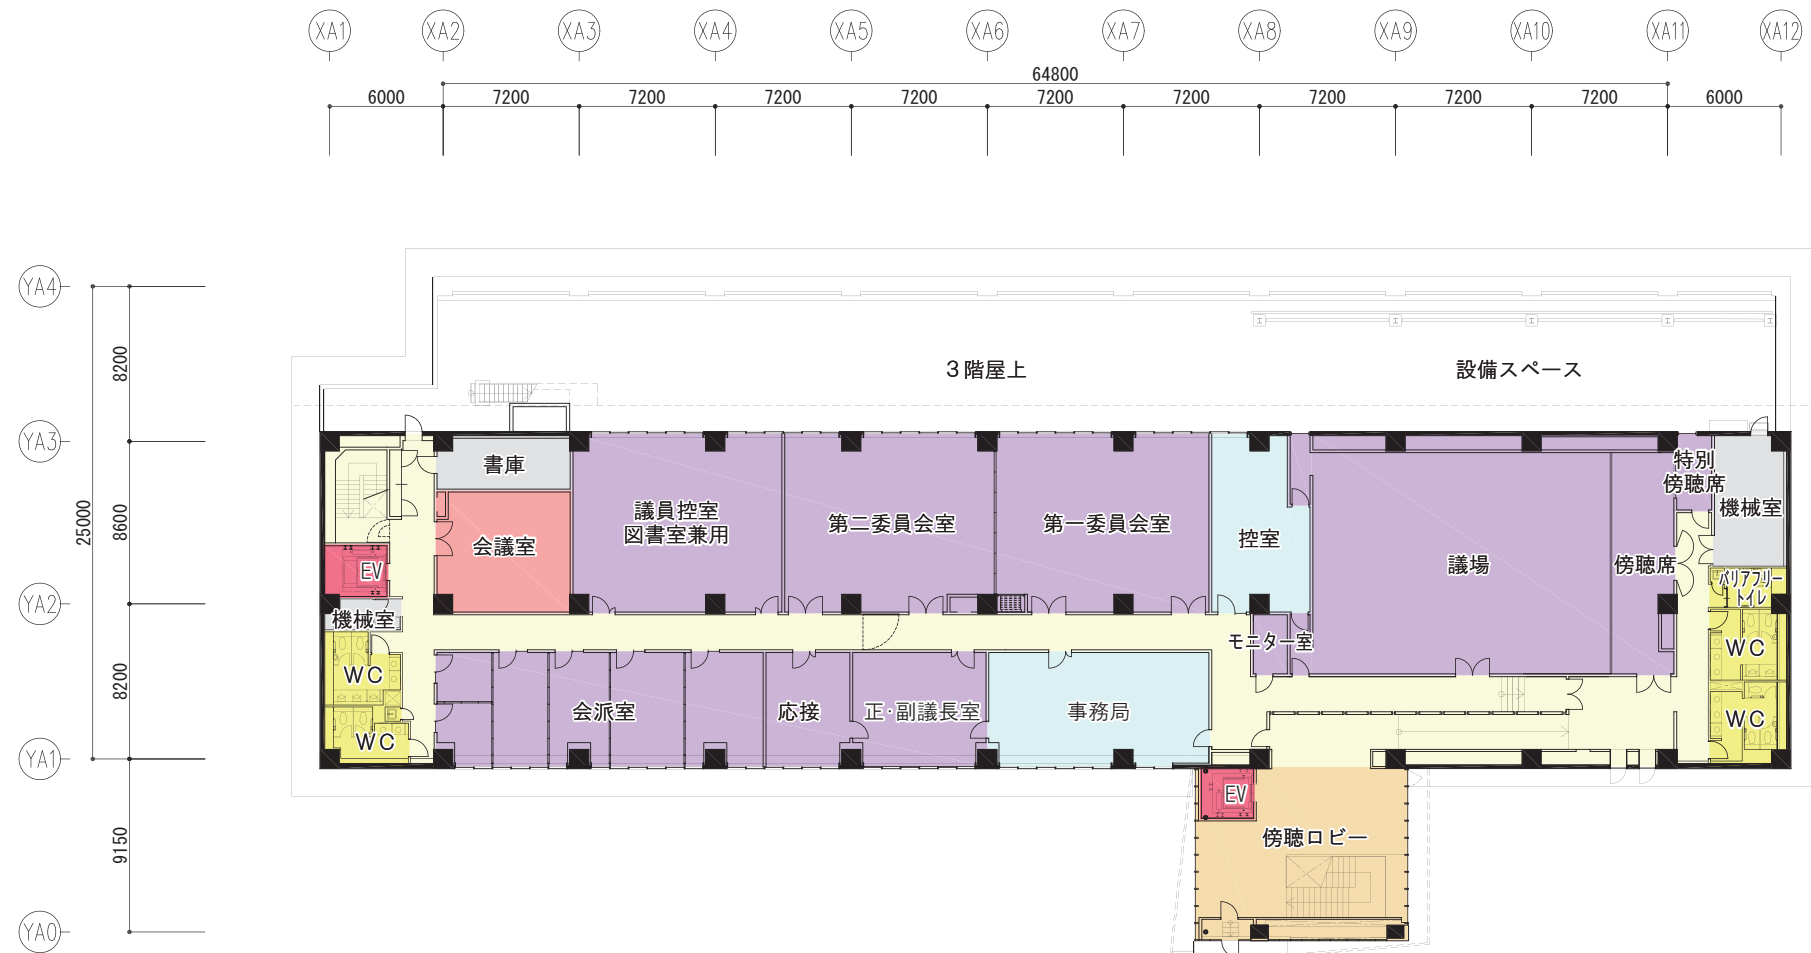 XA1 XA2 XA3 XA4 XA5 XA6 XA7 XA8 XA9 XA10 XA11 XA12
64800
6000 7200 7200 7200 7200 7200 7200 7200 7200 7200 6000
YA4
8200
3階屋上
設備スペース
YA3
書庫
特別
傍聴席
機械室
議員控室
図書室兼用
第二委員会室
第一委員会室
控室
25000
8600
会議室
議場
傍聴席
EV
バリアフリー
トイレ
YA2
機械室
モニター室
WC
WC
8200
会派室
応接
正・副議長室
事務局
WC
WC
YA1
EV
傍聴ロビー
9150
YA0